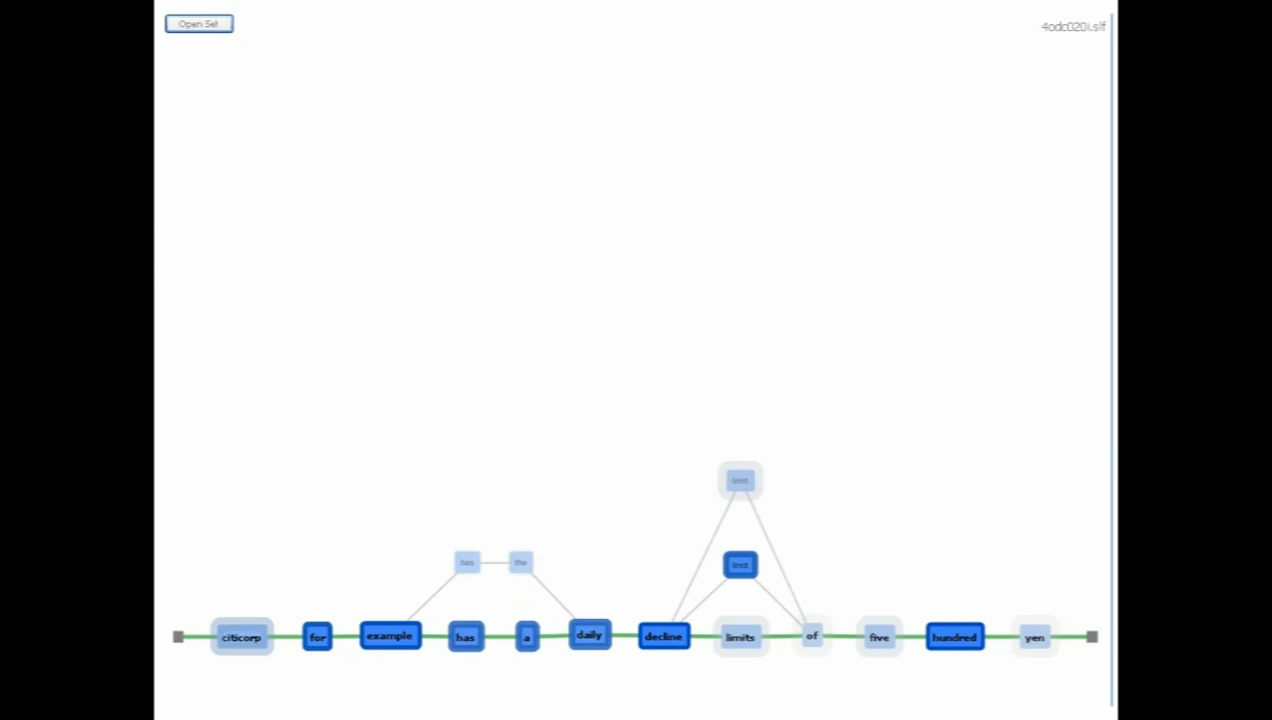 Open Set
4odc020i.slf
limit
limit
has the
citicorp for example has a daily decline limits of five hundred yen